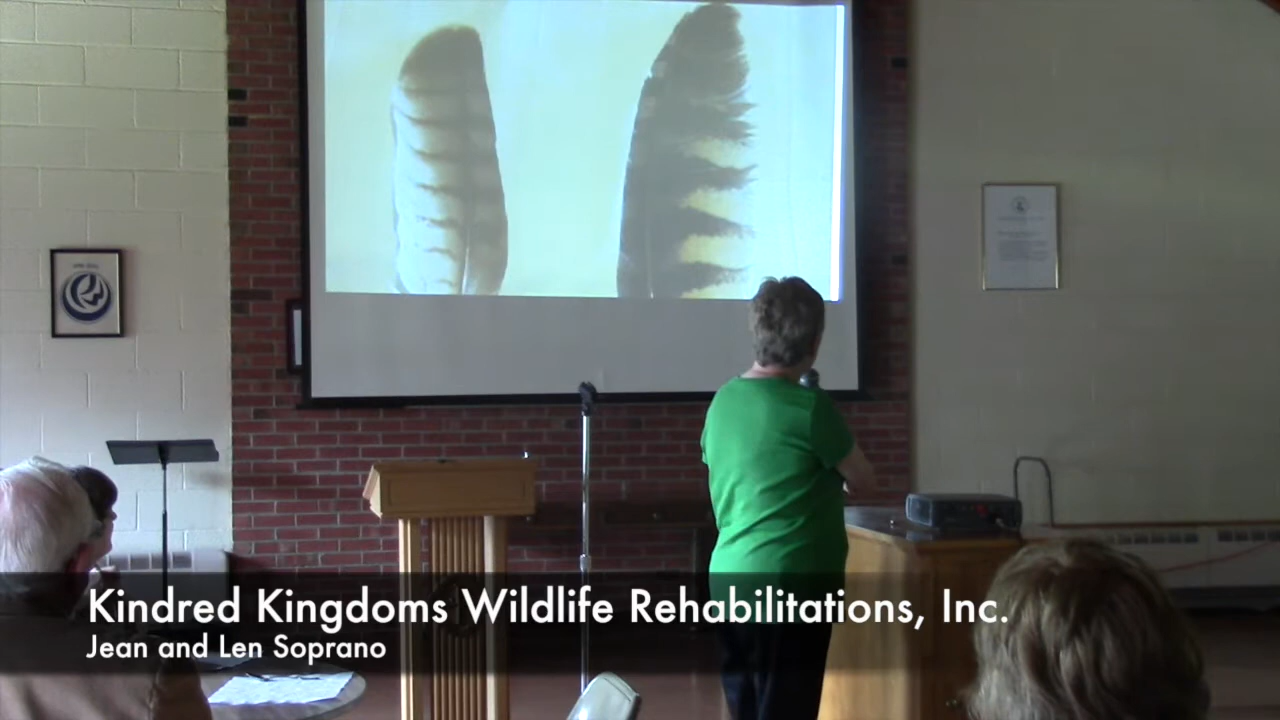 Kindred Kingdoms Wildlife Rehabilitations, Inc.
Jean and Len Soprano